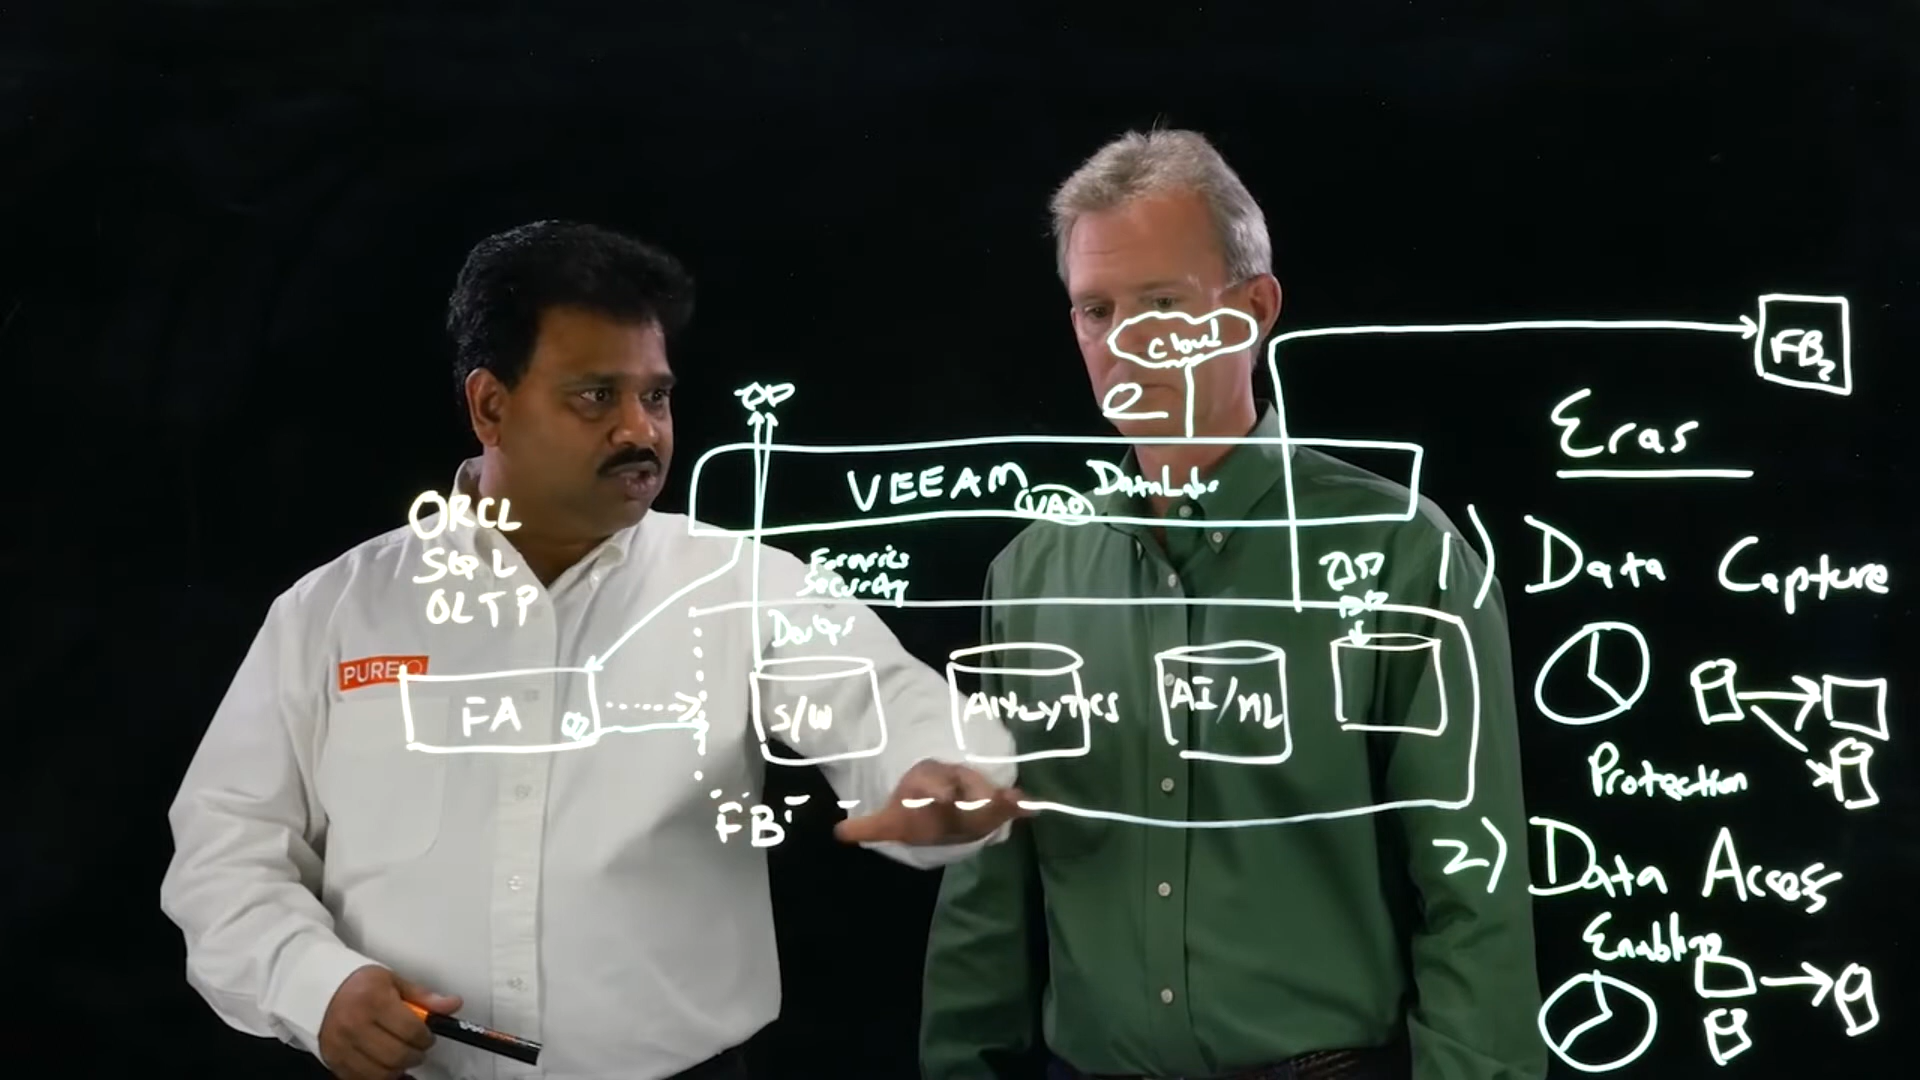 Cloud
FB2
Eras
VEEAM VAO DataLabs
ORCL
SQL
OLTP
Forensics
Security
1) Data Capture
DevOps
PURE
FA
S/W
ANALYTICS
AI/ML
Protection
FB
2) Data Access
Enabling